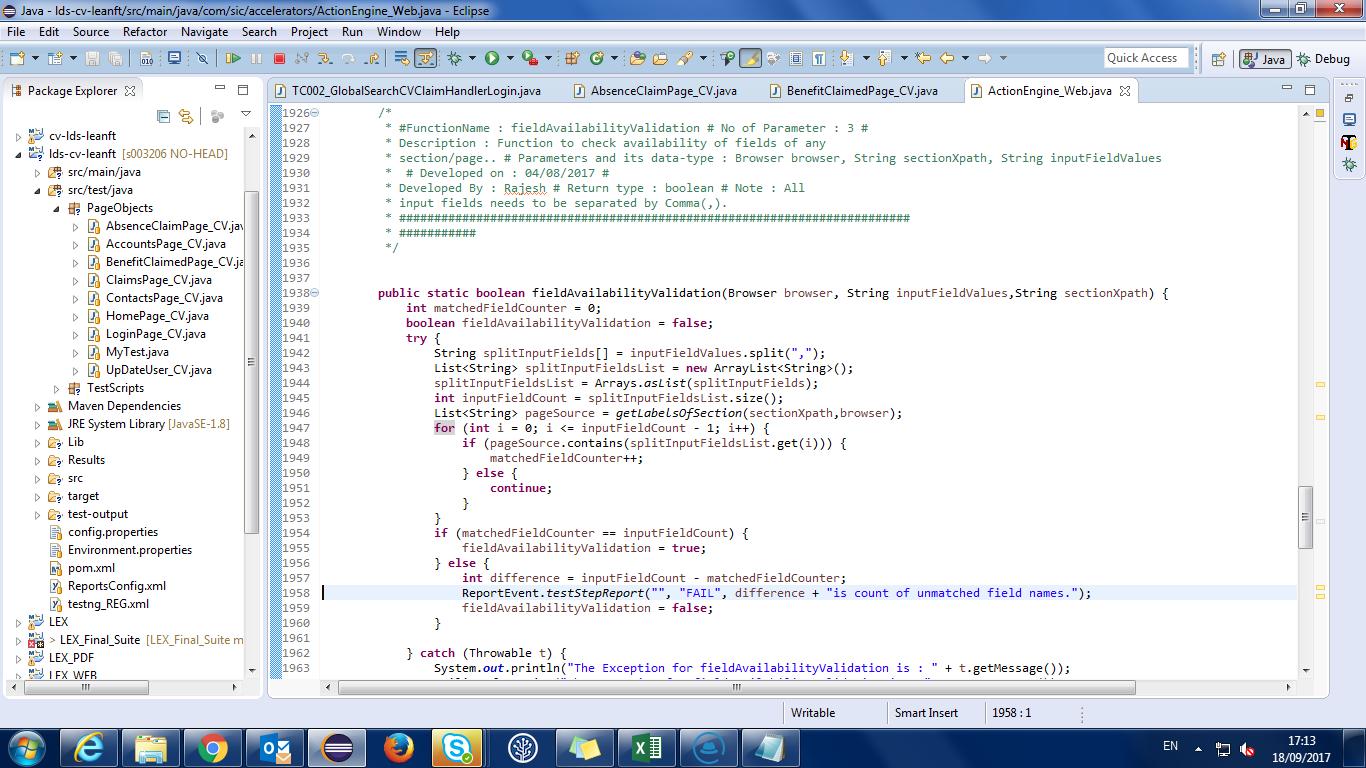 Java - lds-cv-leanft/src/main/java/com/sic/accelerators/ActionEngine_Web.java - Eclipse
File Edit Source Refactor Navigate Search Project Run Window Help
Quick Access Java Debug
Package Explorer
TC002_GlobalSearchCVClaimHandlerLogin.java AbsenceClaimPage_CV.java BenefitClaimedPage_CV.java ActionEngine_Web.java
cv-lds-leanft
lds-cv-leanft [s003206 NO-HEAD]
src/main/java
src/test/java
PageObjects
AbsenceClaimPage_CV.jav
AccountsPage_CV.java
BenefitClaimedPage_CV.ja
ClaimsPage_CV.java
ContactsPage_CV.java
HomePage_CV.java
LoginPage_CV.java
MyTest.java
UpDateUser_CV.java
TestScripts
Maven Dependencies
JRE System Library [JavaSE-1.8]
Lib
Results
src
target
test-output
config.properties
Environment.properties
pom.xml
ReportsConfig.xml
testng_REG.xml
LEX
> LEX_Final_Suite [LEX_Final_Suite m
LEX_PDF
LEX_WEB
1926 /*
1927 * #FunctionName : fieldAvailabilityValidation # No of Parameter : 3 #
1928 * Description : Function to check availability of fields of any
1929 * section/page.. # Parameters and its data-type : Browser browser, String sectionXpath, String inputFieldValues
1930 *  # Developed on : 04/08/2017 #
1931 * Developed By : Rajesh # Return type : boolean # Note : All
1932 * input fields needs to be separated by Comma(,).
1933 * #########################################################################
1934 * ###########
1935 */
1936
1937
1938 public static boolean fieldAvailabilityValidation(Browser browser, String inputFieldValues,String sectionXpath) {
1939 int matchedFieldCounter = 0;
1940 boolean fieldAvailabilityValidation = false;
1941 try {
1942 String splitInputFields[] = inputFieldValues.split(",");
1943 List<String> splitInputFieldsList = new ArrayList<String>();
1944 splitInputFieldsList = Arrays.asList(splitInputFields);
1945 int inputFieldCount = splitInputFieldsList.size();
1946 List<String> pageSource = getLabelsOfSection(sectionXpath,browser);
1947 for (int i = 0; i <= inputFieldCount - 1; i++) {
1948 if (pageSource.contains(splitInputFieldsList.get(i))) {
1949 matchedFieldCounter++;
1950 } else {
1951 continue;
1952 }
1953 }
1954 if (matchedFieldCounter == inputFieldCount) {
1955 fieldAvailabilityValidation = true;
1956 } else {
1957 int difference = inputFieldCount - matchedFieldCounter;
1958 ReportEvent.testStepReport("", "FAIL", difference + "is count of unmatched field names.");
1959 fieldAvailabilityValidation = false;
1960 }
1961
1962 } catch (Throwable t) {
1963 System.out.println("The Exception for fieldAvailabilityValidation is : " + t.getMessage());
Writable Smart Insert 1958 : 1
EN 17:13
18/09/2017